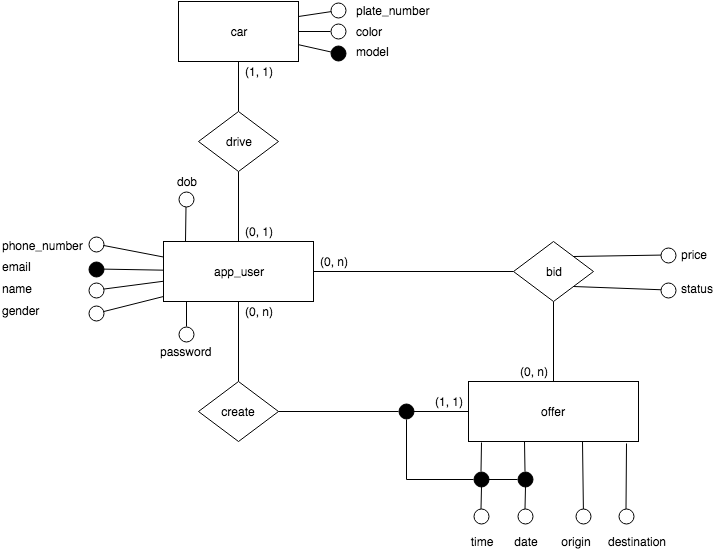 plate_number
car
color
model
(1, 1)
drive
dob
(0, 1)
phone_number
email
name
gender
app_user
(0, n)
bid
price
status
(0, n)
password
(0, n)
create
(1, 1)
offer
time
date
origin
destination